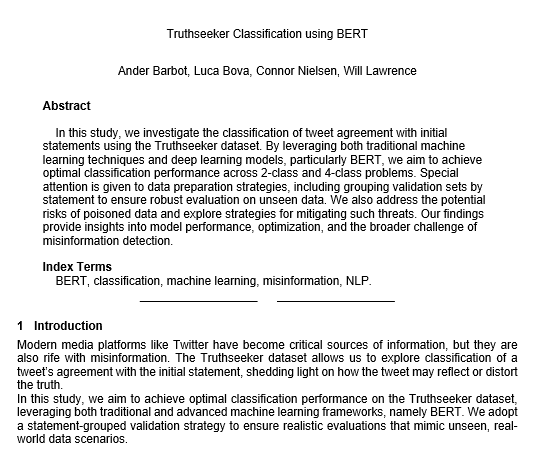 Truthseeker Classification using BERT
Ander Barbot, Luca Bova, Connor Nielsen, Will Lawrence
Abstract
In this study, we investigate the classification of tweet agreement with initial
statements using the Truthseeker dataset. By leveraging both traditional machine
learning techniques and deep learning models, particularly BERT, we aim to achieve
optimal classification performance across 2-class and 4-class problems. Special
attention is given to data preparation strategies, including grouping validation sets by
statement to ensure robust evaluation on unseen data. We also address the potential
risks of poisoned data and explore strategies for mitigating such threats. Our findings
provide insights into model performance, optimization, and the broader challenge of
misinformation detection.
Index Terms
BERT, classification, machine learning, misinformation, NLP.
1 Introduction
Modern media platforms like Twitter have become critical sources of information, but they are
also rife with misinformation. The Truthseeker dataset allows us to explore classification of a
tweet's agreement with the initial statement, shedding light on how the tweet may reflect or distort
the truth.
In this study, we aim to achieve optimal classification performance on the Truthseeker dataset,
leveraging both traditional and advanced machine learning frameworks, namely BERT. We adopt
a statement-grouped validation strategy to ensure realistic evaluations that mimic unseen, real-
world data scenarios.